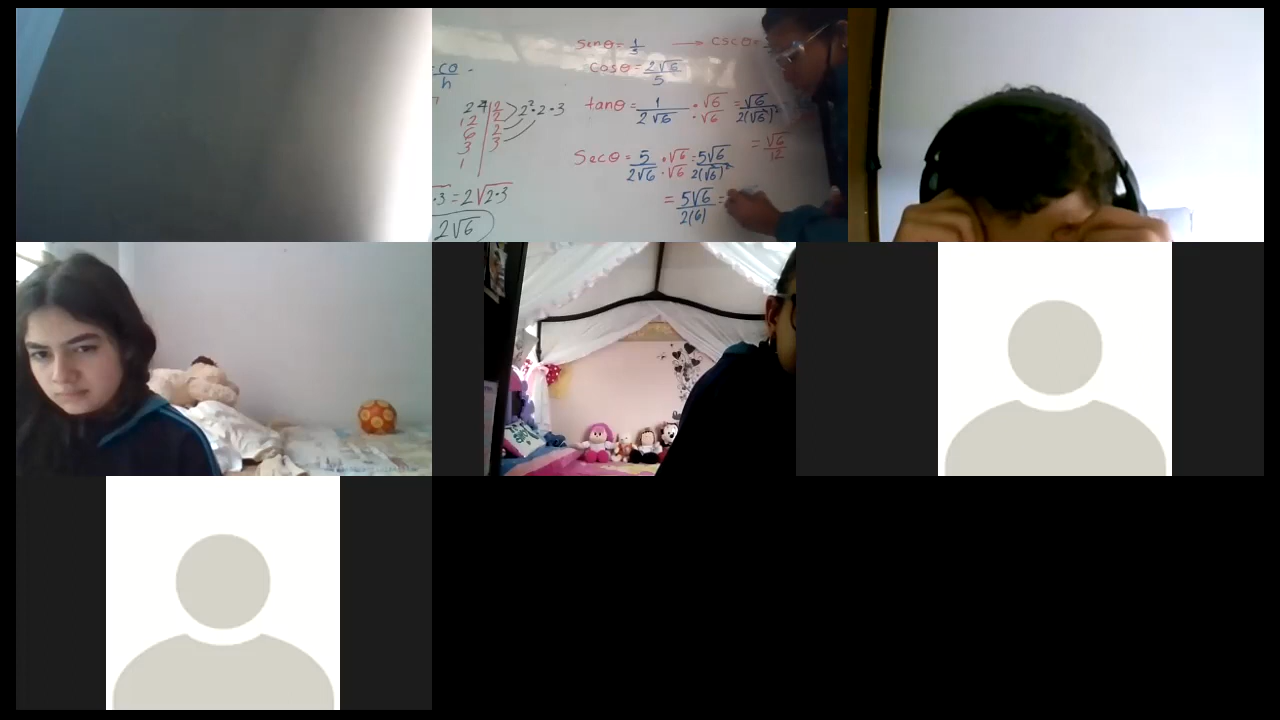 senθ = 1/5 → cscθ =
= co/h
cosθ = 2√6/5
24 | 2
12 | 2
6 | 2
3 | 3
1
2²·2·3
tanθ = 1/2√6 · √6/√6 = √6/2(√6)²
= √6/12
Secθ = 5/2√6 · √6/√6 = 5√6/2(√6)²
·3 = 2√2·3
= 5√6/2(6) =
2√6